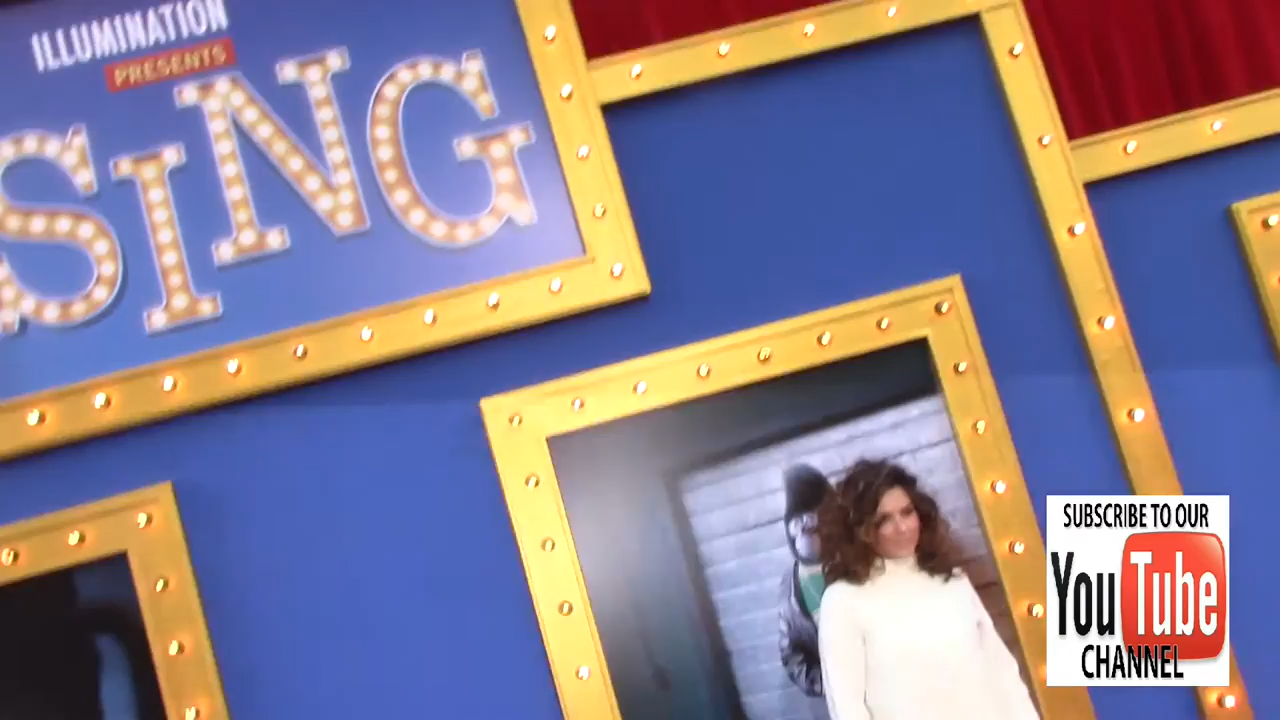 ILLUMINATION
PRESENTS
SING
SUBSCRIBE TO OUR
YouTube
CHANNEL